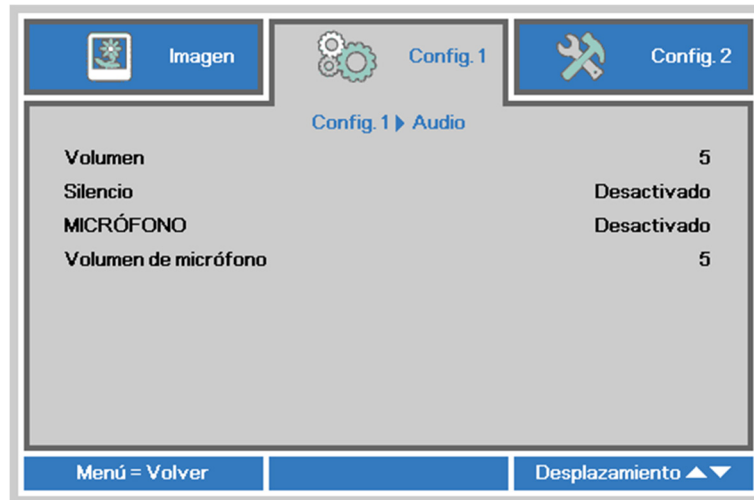 Imagen Config. 1 Config. 2
Config. 1 ▶ Audio
Volumen 5
Silencio Desactivado
MICRÓFONO Desactivado
Volumen de micrófono 5
Menú = Volver Desplazamiento ▲▼